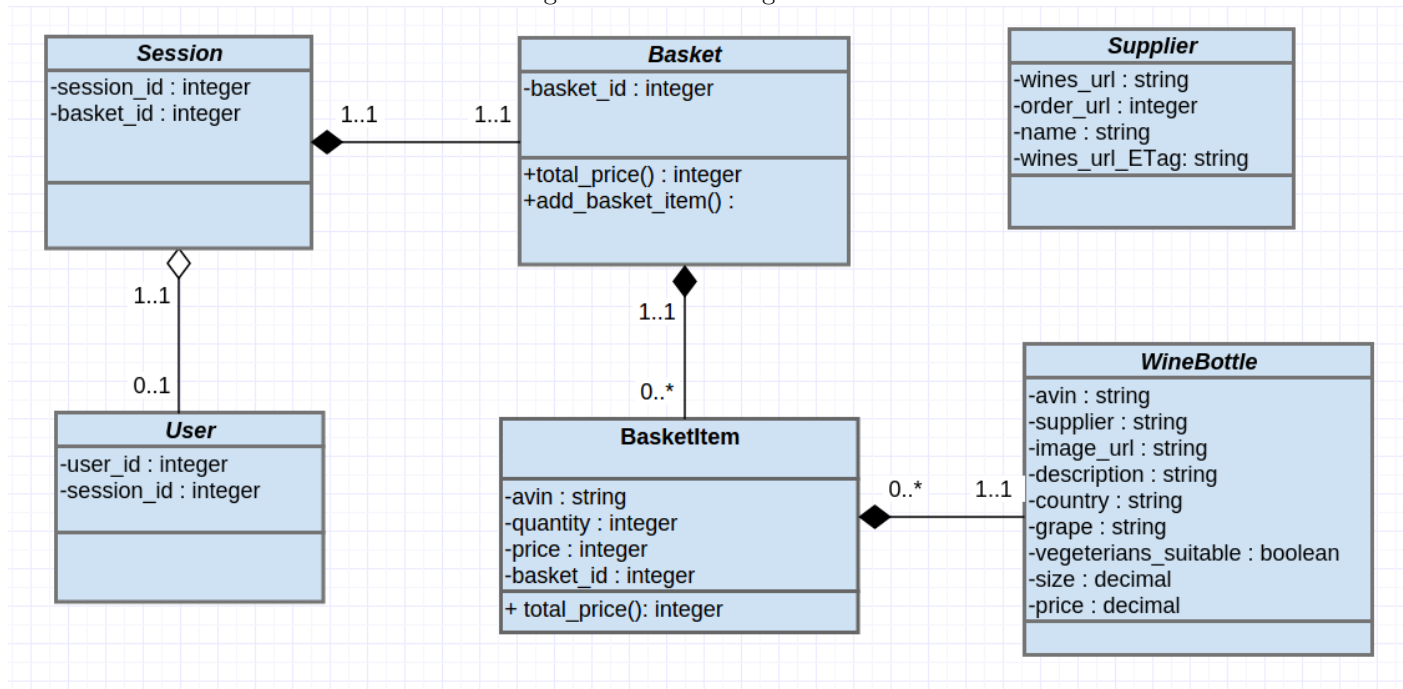 Session
-session_id : integer
-basket_id : integer
1..1
1..1
Basket
-basket_id : integer
+total_price() : integer
+add_basket_item() :
Supplier
-wines_url : string
-order_url : integer
-name : string
-wines_url_ETag: string
1..1
0..1
User
-user_id : integer
-session_id : integer
1..1
0..*
BasketItem
-avin : string
-quantity : integer
-price : integer
-basket_id : integer
+ total_price(): integer
0..*
1..1
WineBottle
-avin : string
-supplier : string
-image_url : string
-description : string
-country : string
-grape : string
-vegeterians_suitable : boolean
-size : decimal
-price : decimal